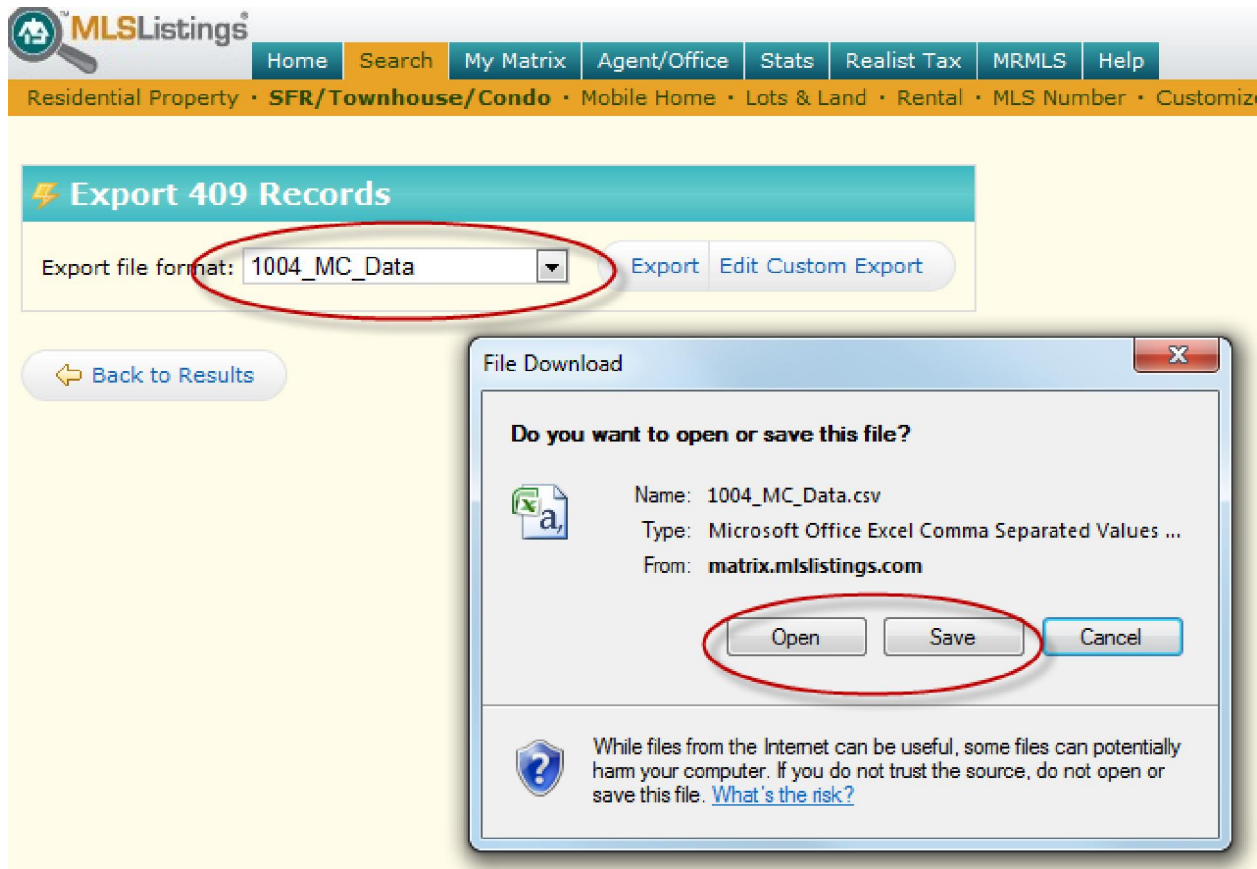 ™MLSListings®
Home Search My Matrix Agent/Office Stats Realist Tax MRMLS Help
Residential Property · SFR/Townhouse/Condo · Mobile Home · Lots & Land · Rental · MLS Number · Customize
Export 409 Records
Export file format: 1004_MC_Data Export Edit Custom Export
Back to Results
File Download
Do you want to open or save this file?
a,
Name: 1004_MC_Data.csv
Type: Microsoft Office Excel Comma Separated Values ...
From: matrix.mlslistings.com
Open Save Cancel
While files from the Internet can be useful, some files can potentially
harm your computer. If you do not trust the source, do not open or
save this file. What's the risk?